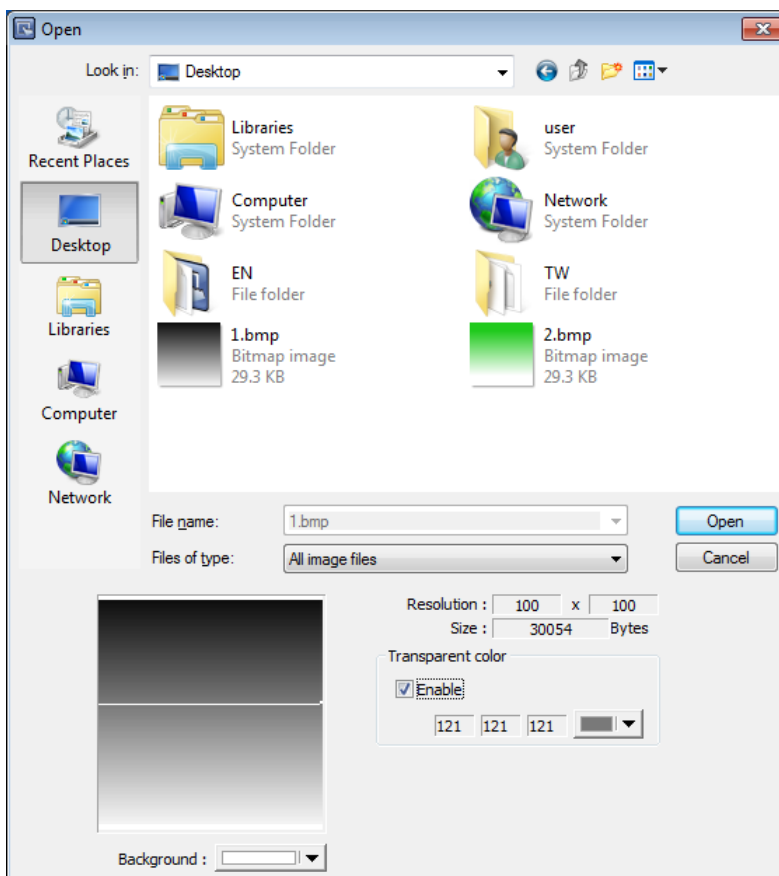 Open
Look in: Desktop
Recent Places
Desktop
Libraries
Computer
Network
Libraries
System Folder
user
System Folder
Computer
System Folder
Network
System Folder
EN
File folder
TW
File folder
1.bmp
Bitmap image
29.3 KB
2.bmp
Bitmap image
29.3 KB
File name: 1.bmp Open
Files of type: All image files Cancel
Resolution : 100 x 100
Size : 30054 Bytes
Transparent color
Enable
121 121 121
Background :